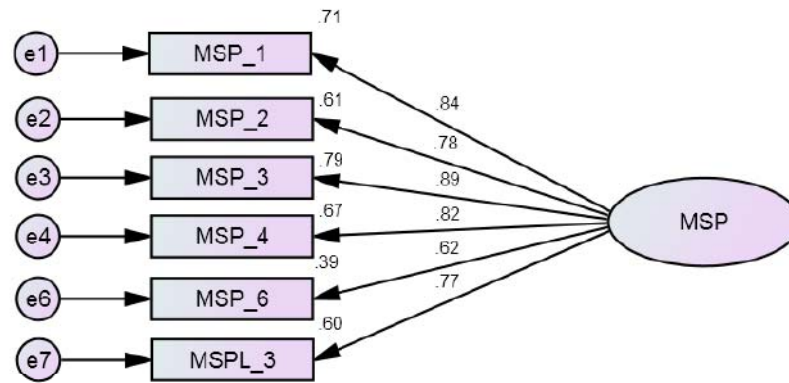 .71
e1
MSP_1
.84
.61
e2
MSP_2
.78
.79
e3
MSP_3
.89
.67
e4
MSP_4
.82
MSP
.39
.62
e6
MSP_6
.77
.60
e7
MSPL_3